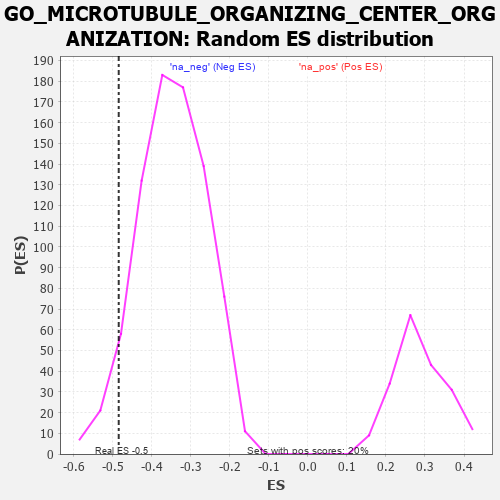 GO_MICROTUBULE_ORGANIZING_CENTER_ORG
ANIZATION: Random ES distribution
'na_neg' (Neg ES) 'na_pos' (Pos ES)
190
180
170
160
150
140
130
120
110
100
90
80
70
60
50
40
30
20
10
0
P(ES)
Real ES -0.5 Sets with pos scores: 20%
-0.6 -0.5 -0.4 -0.3 -0.2 -0.1 0.0 0.1 0.2 0.3 0.4
ES